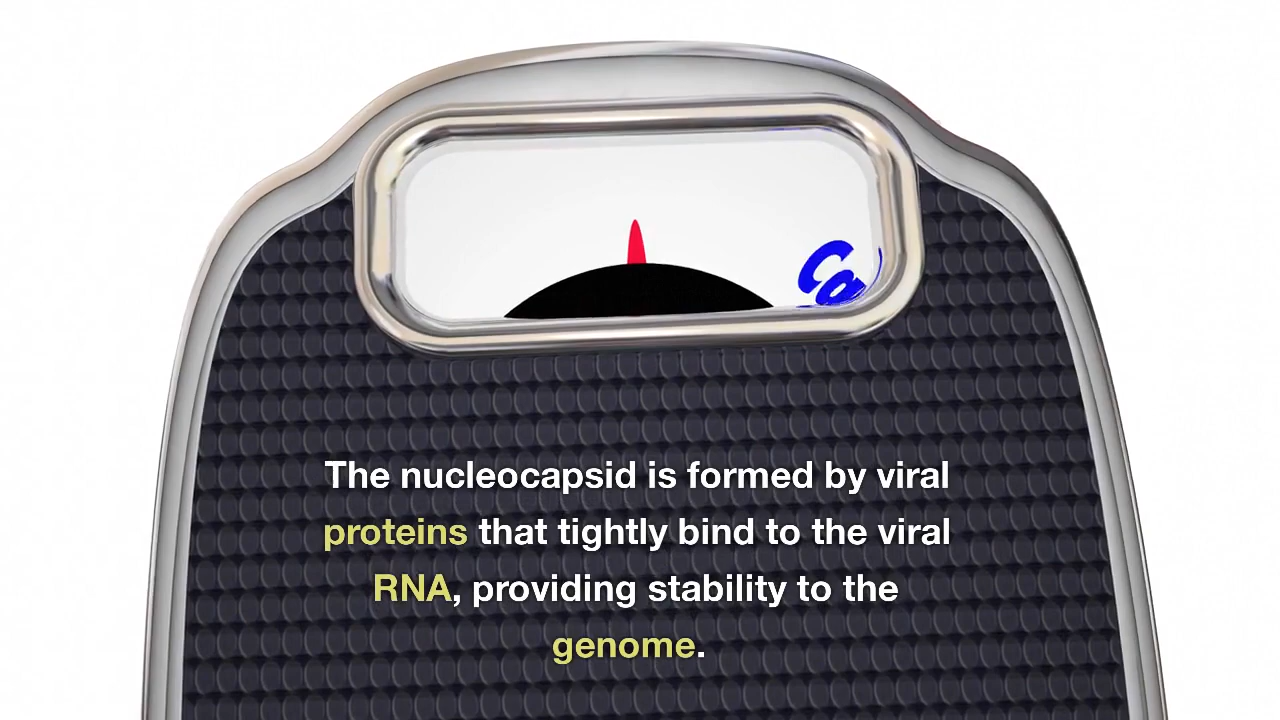 Ca
The nucleocapsid is formed by viral
proteins that tightly bind to the viral
RNA, providing stability to the
genome.